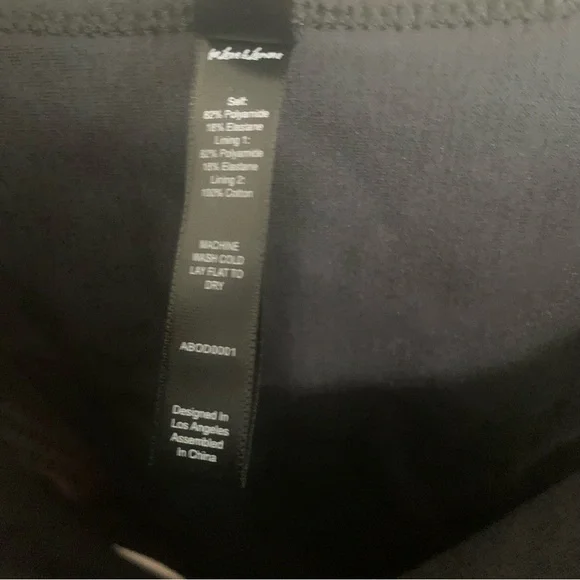 Self:
82% Polyamide
18% Elastane
Lining 1:
82% Polyamide
18% Elastane
Lining 2:
100% Cotton
MACHINE
WASH COLD
LAY FLAT TO
DRY
ABOD0001
Designed In
Los Angeles
Assembled
In China